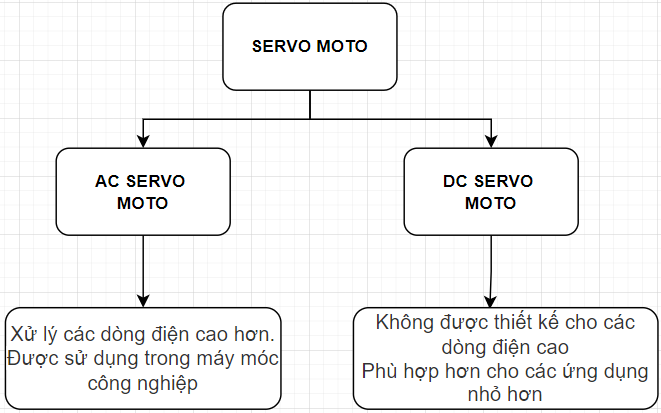 SERVO MOTO
AC SERVO
MOTO
DC SERVO
MOTO
Xử lý các dòng điện cao hơn.
Được sử dụng trong máy móc
công nghiệp
Không được thiết kế cho các
dòng điện cao
Phù hợp hơn cho các ứng dụng
nhỏ hơn